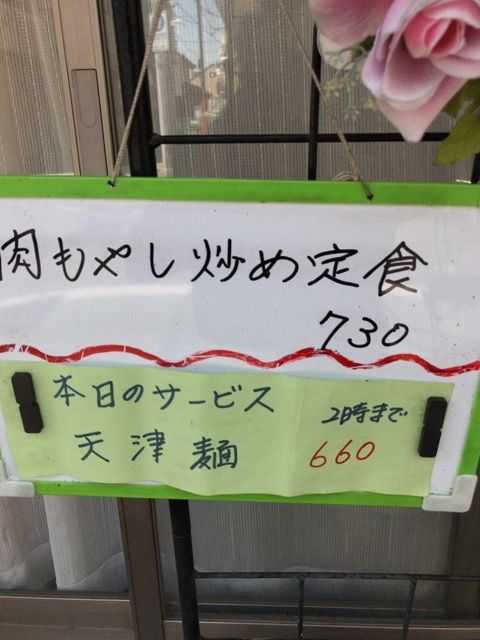 肉もやし炒め定食
730
本日のサービス
2時まで
天津麺 660